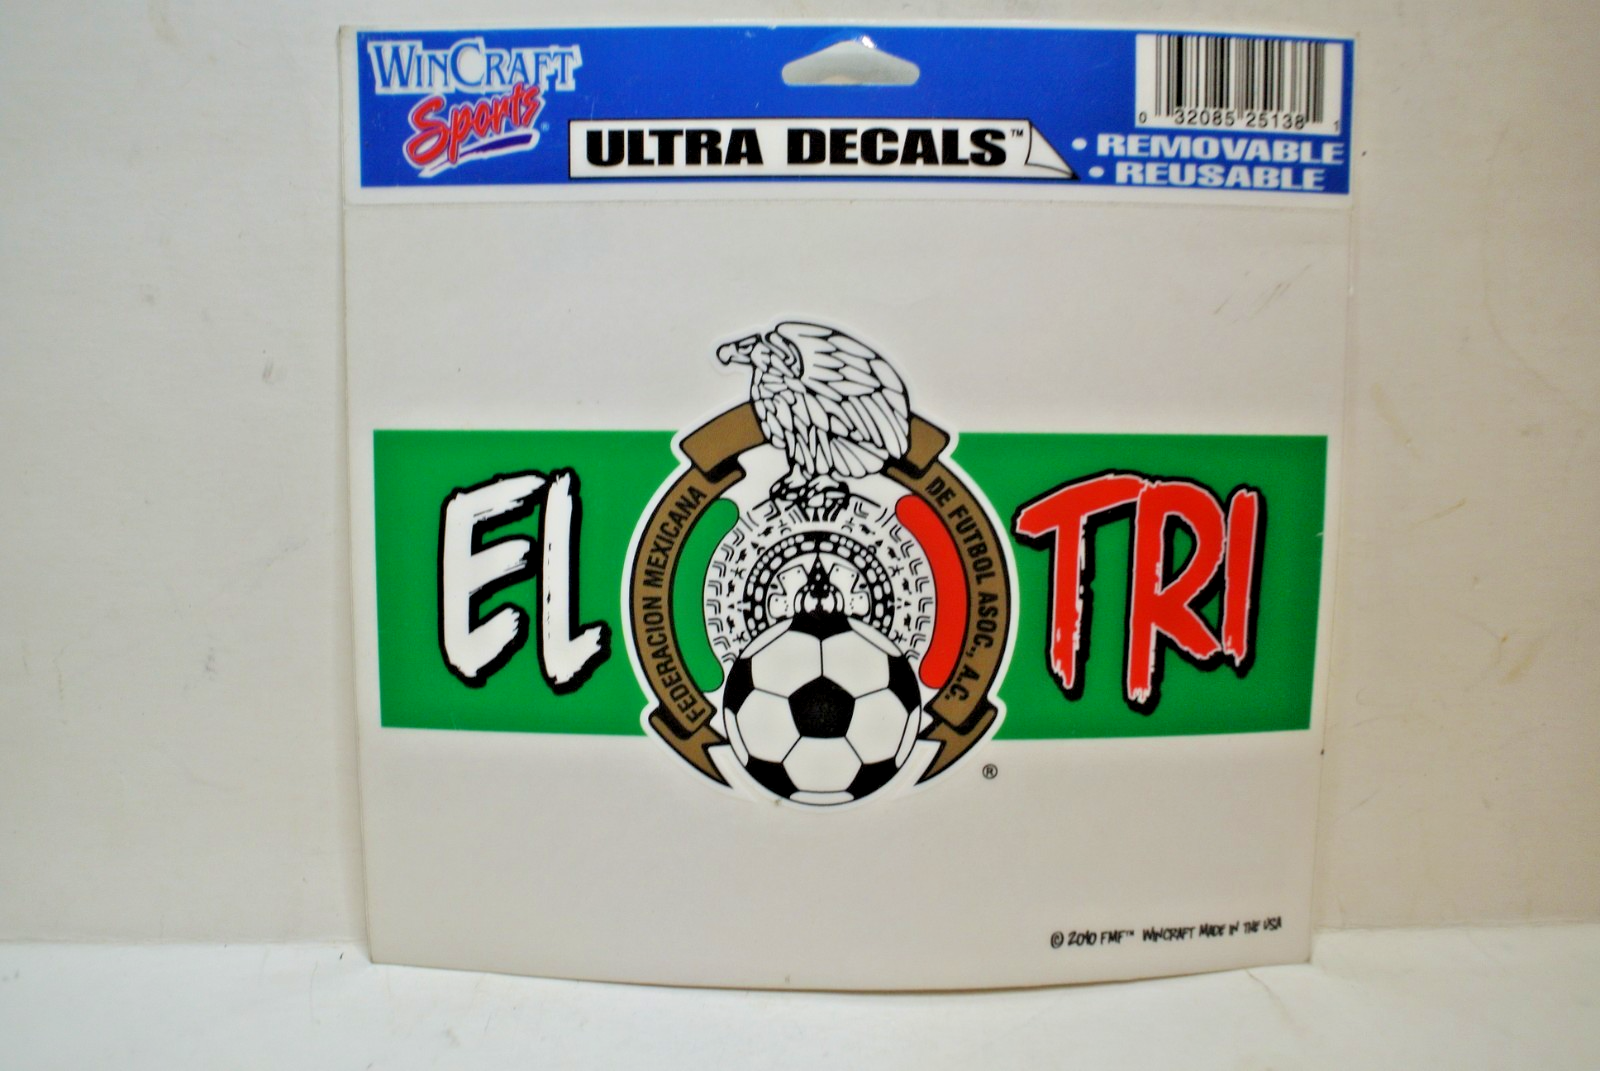 WINCRAFT
Sports®
ULTRA DECALS™
0 32085 25138 1
• REMOVABLE
• REUSABLE
EL
TRI
FEDERACION MEXICANA
DE FUTBOL ASOC., A.C.
®
© 2010 FMF™ WINCRAFT MADE IN THE USA